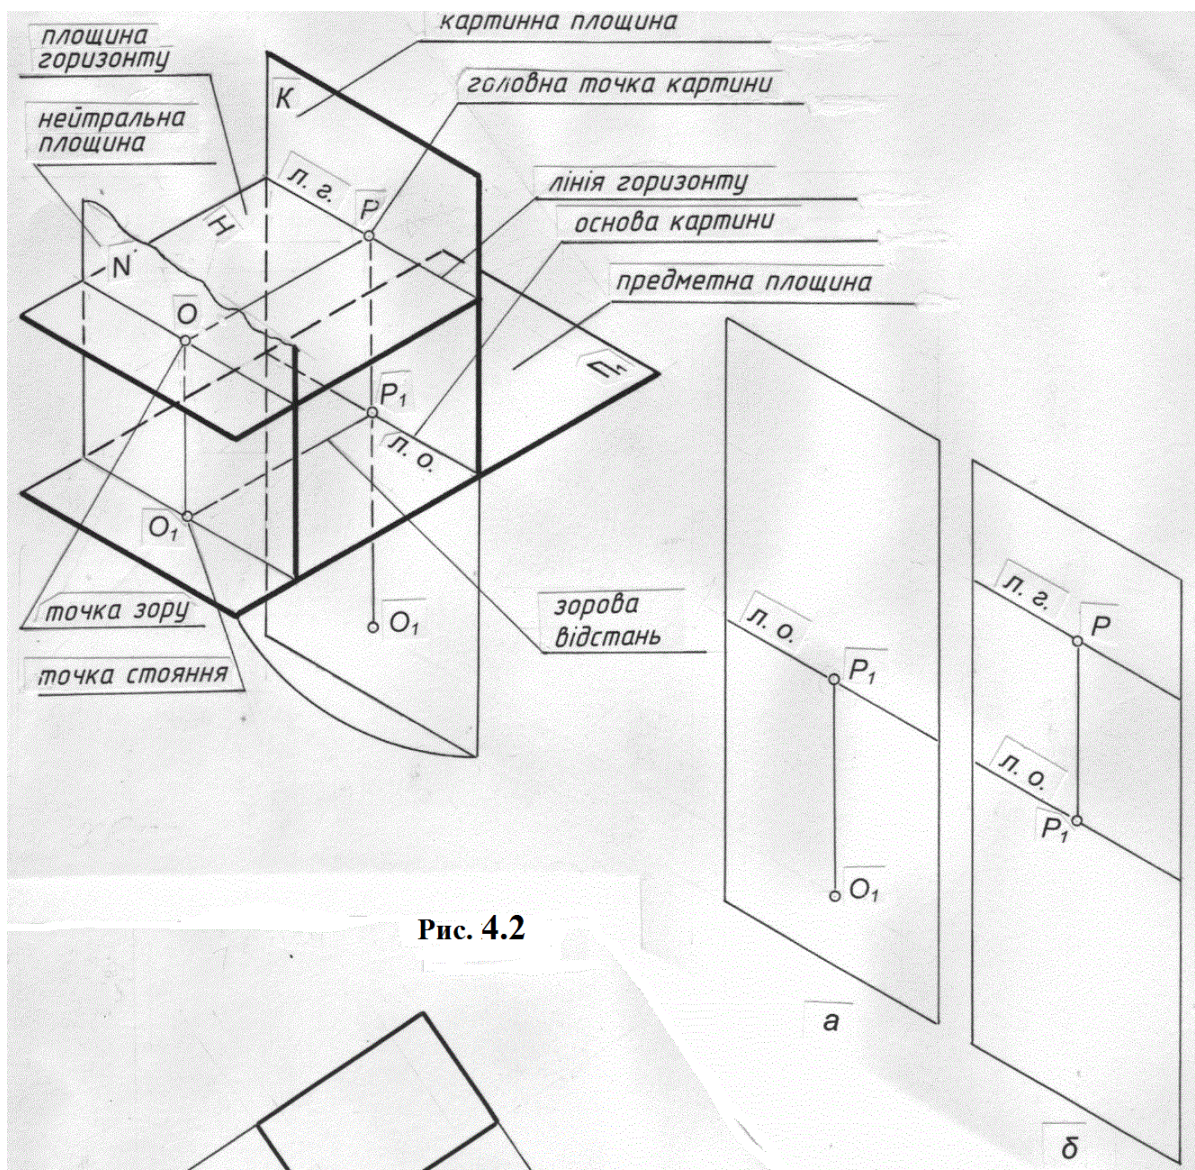 картинна площина
площина
горизонту
К
головна точка картини
нейтральна
площина
л. г.
Р
лінія горизонту
Н
основа картини
N
предметна площина
О
П₁
Р₁
л. о.
О₁
точка зору
О₁
зорова
відстань
точка стояння
л. о.
Р₁
О₁
а
л. г.
Р
л. о.
Р₁
б
Рис. 4.2